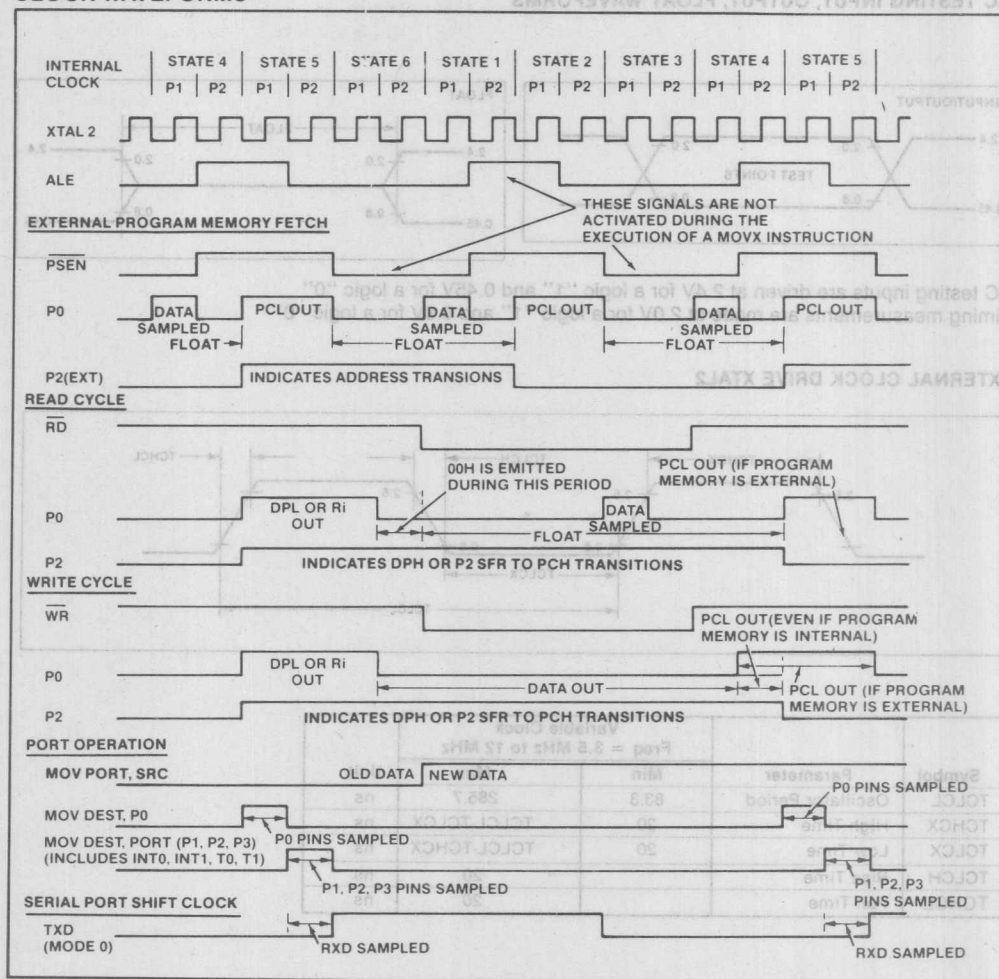 CLOCK WAVEFORMS
INTERNAL CLOCK
STATE 4 STATE 5 STATE 6 STATE 1 STATE 2 STATE 3 STATE 4 STATE 5
P1 P2 P1 P2 P1 P2 P1 P2 P1 P2 P1 P2 P1 P2 P1 P2
XTAL 2
ALE
THESE SIGNALS ARE NOT
ACTIVATED DURING THE
EXECUTION OF A MOVX INSTRUCTION
EXTERNAL PROGRAM MEMORY FETCH
PSEN
P0
DATA SAMPLED
PCL OUT
DATA SAMPLED
PCL OUT
DATA SAMPLED
PCL OUT
FLOAT
FLOAT
FLOAT
P2(EXT)
INDICATES ADDRESS TRANSIONS
READ CYCLE
RD
00H IS EMITTED
DURING THIS PERIOD
PCL OUT (IF PROGRAM
MEMORY IS EXTERNAL)
P0
DPL OR Ri
OUT
DATA
SAMPLED
FLOAT
P2
INDICATES DPH OR P2 SFR TO PCH TRANSITIONS
WRITE CYCLE
WR
PCL OUT(EVEN IF PROGRAM
MEMORY IS INTERNAL)
P0
DPL OR Ri
OUT
DATA OUT
PCL OUT (IF PROGRAM
MEMORY IS EXTERNAL)
P2
INDICATES DPH OR P2 SFR TO PCH TRANSITIONS
PORT OPERATION
MOV PORT, SRC
OLD DATA NEW DATA
MOV DEST, P0
P0 PINS SAMPLED
P0 PINS SAMPLED
MOV DEST, PORT (P1, P2, P3)
(INCLUDES INT0, INT1, T0, T1)
P1, P2, P3 PINS SAMPLED
P1, P2, P3
PINS SAMPLED
SERIAL PORT SHIFT CLOCK
TXD
(MODE 0)
RXD SAMPLED
RXD SAMPLED